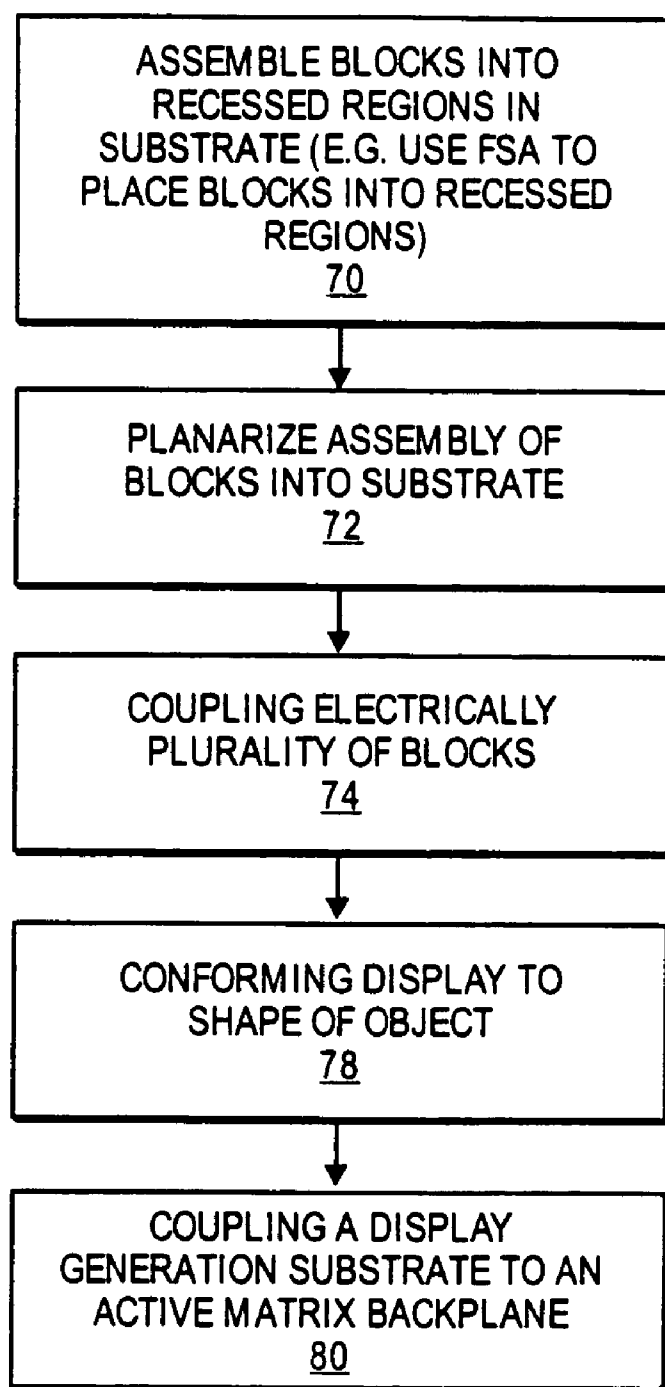 ASSEMBLE BLOCKS INTO
RECESSED REGIONS IN
SUBSTRATE (E.G. USE FSA TO
PLACE BLOCKS INTO RECESSED
REGIONS)
70
PLANARIZE ASSEMBLY OF
BLOCKS INTO SUBSTRATE
72
COUPLING ELECTRICALLY
PLURALITY OF BLOCKS
74
CONFORMING DISPLAY TO
SHAPE OF OBJECT
78
COUPLING A DISPLAY
GENERATION SUBSTRATE TO AN
ACTIVE MATRIX BACKPLANE
80